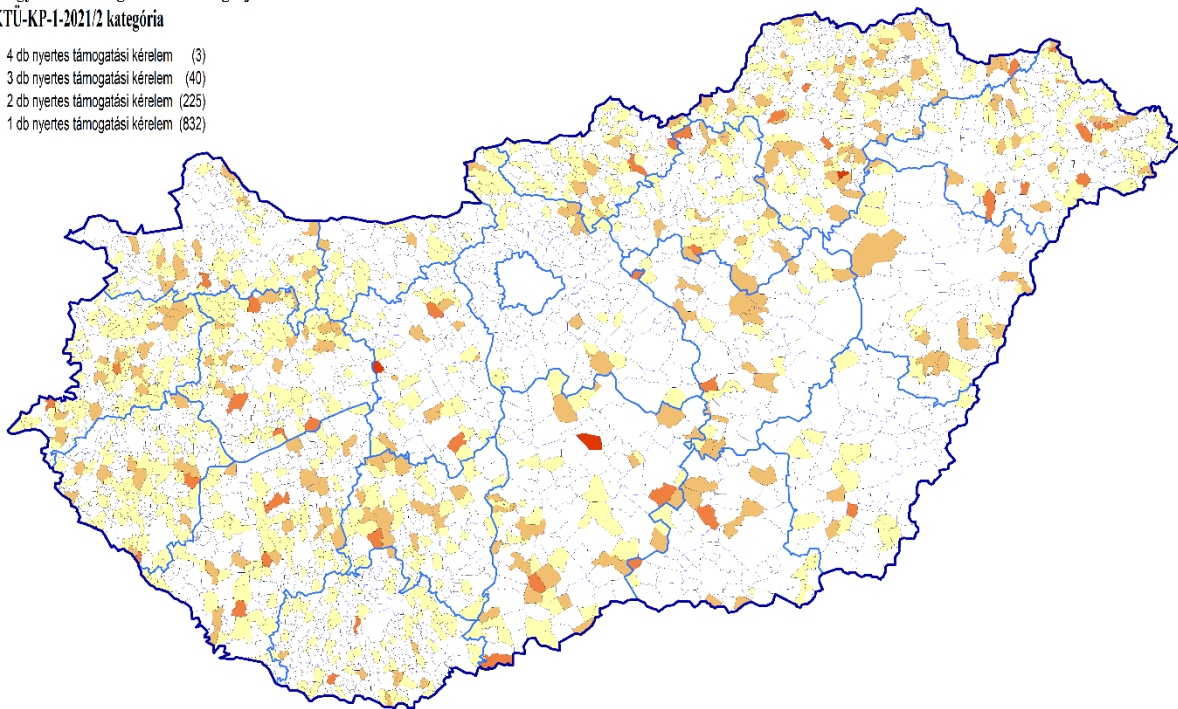 KTÜ-KP-1-2021/2 kategória
4 db nyertes támogatási kérelem (3)
3 db nyertes támogatási kérelem (40)
2 db nyertes támogatási kérelem (225)
1 db nyertes támogatási kérelem (832)